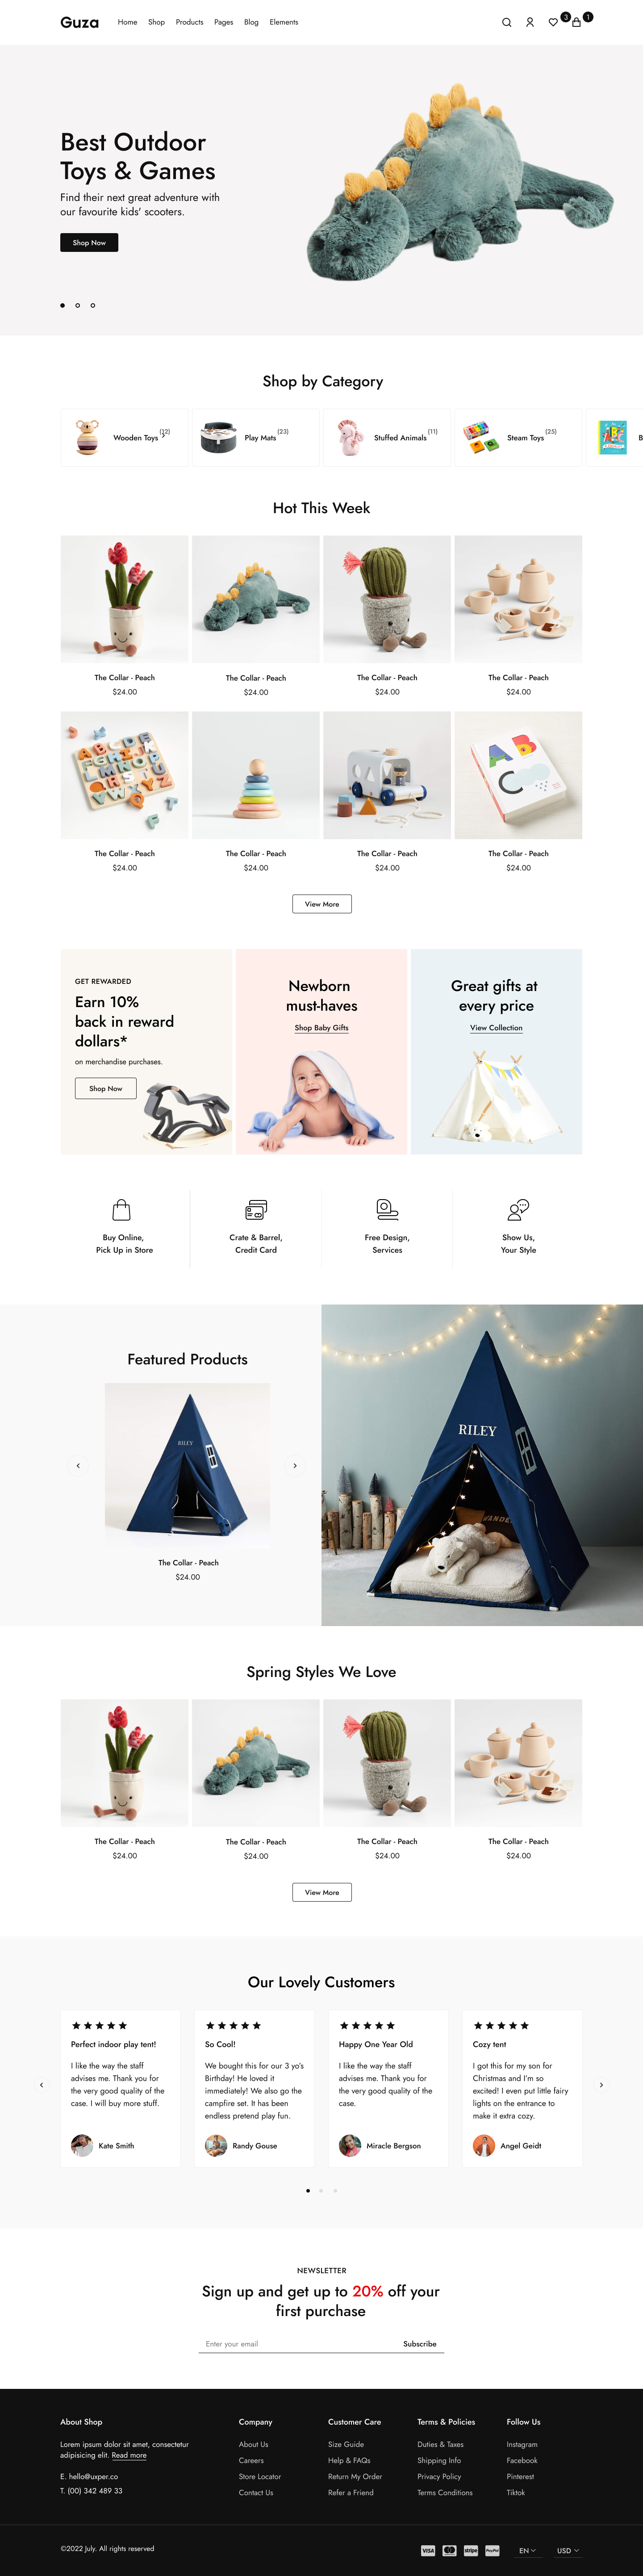 Guza
Home Shop Products Pages Blog Elements
3 1
Best Outdoor
Toys & Games
Find their next great adventure with
our favourite kids' scooters.
Shop Now
Shop by Category
Wooden Toys (12)
Play Mats (23)
Stuffed Animals (11)
Steam Toys (25)
B
Hot This Week
The Collar - Peach
$24.00
The Collar - Peach
$24.00
The Collar - Peach
$24.00
The Collar - Peach
$24.00
The Collar - Peach
$24.00
The Collar - Peach
$24.00
The Collar - Peach
$24.00
The Collar - Peach
$24.00
View More
GET REWARDED
Earn 10%
back in reward
dollars*
on merchandise purchases.
Shop Now
Newborn
must-haves
Shop Baby Gifts
Great gifts at
every price
View Collection
Buy Online,
Pick Up in Store
Crate & Barrel,
Credit Card
Free Design,
Services
Show Us,
Your Style
Featured Products
RILEY
The Collar - Peach
$24.00
RILEY
Spring Styles We Love
The Collar - Peach
$24.00
The Collar - Peach
$24.00
The Collar - Peach
$24.00
The Collar - Peach
$24.00
View More
Our Lovely Customers
Perfect indoor play tent!
I like the way the staff
advises me. Thank you for
the very good quality of the
case. I will buy more stuff.
Kate Smith
So Cool!
We bought this for our 3 yo's
Birthday! He loved it
immediately! We also go the
campfire set. It has been
endless pretend play fun.
Randy Gouse
Happy One Year Old
I like the way the staff
advises me. Thank you for
the very good quality of the
case.
Miracle Bergson
Cozy tent
I got this for my son for
Christmas and I'm so
excited! I even put little fairy
lights on the entrance to
make it extra cozy.
Angel Geidt
NEWSLETTER
Sign up and get up to 20% off your
first purchase
Enter your email
Subscribe
About Shop
Lorem ipsum dolor sit amet, consectetur
adipisicing elit. Read more
E. hello@uxper.co
T. (00) 342 489 33
Company
About Us
Careers
Store Locator
Contact Us
Customer Care
Size Guide
Help & FAQs
Return My Order
Refer a Friend
Terms & Policies
Duties & Taxes
Shipping Info
Privacy Policy
Terms Conditions
Follow Us
Instagram
Facebook
Pinterest
Tiktok
©2022 July. All rights reserved
VISA stripe PayPal
EN USD